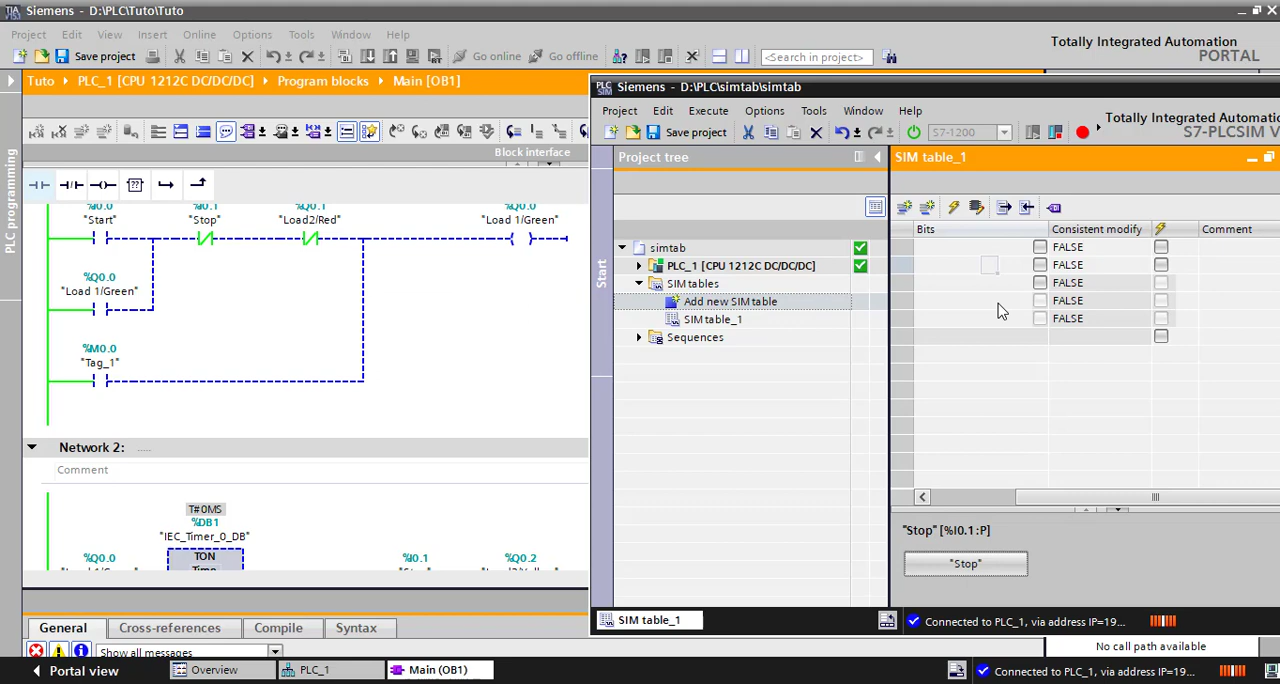 Siemens - D:\PLC\Tuto\Tuto
Project Edit View Insert Online Options Tools Window Help
Totally Integrated Automation
PORTAL
Save project
Go online
Go offline
<Search in project>
Tuto PLC_1 [CPU 1212C DC/DC/DC] Program blocks Main [OB1]
Block interface
PLC programming
%I0.0 %I0.1 %Q0.1 %Q0.0
"Start" "Stop" "Load2/Red" "Load 1/Green"
%Q0.0
"Load 1/Green"
%M0.0
"Tag_1"
Network 2: .....
Comment
T#0MS
%DB1
"IEC_Timer_0_DB"
%Q0.0 TON %I0.1 %Q0.2
Time
General Cross-references Compile Syntax
Show all messages
Portal view Overview PLC_1 Main (OB1)
Siemens - D:\PLC\simtab\simtab
PLC
SIM
Project Edit Execute Options Tools Window Help
Totally Integrated Automation
S7-PLCSIM V
Save project
S7-1200
Project tree
SIM table_1
Start
simtab
PLC_1 [CPU 1212C DC/DC/DC]
SIM tables
Add new SIM table
SIM table_1
Sequences
Bits Consistent modify Comment
FALSE
FALSE
FALSE
FALSE
FALSE
"Stop" [%I0.1:P]
"Stop"
SIM table_1
Connected to PLC_1, via address IP=19...
No call path available
Connected to PLC_1, via address IP=19...